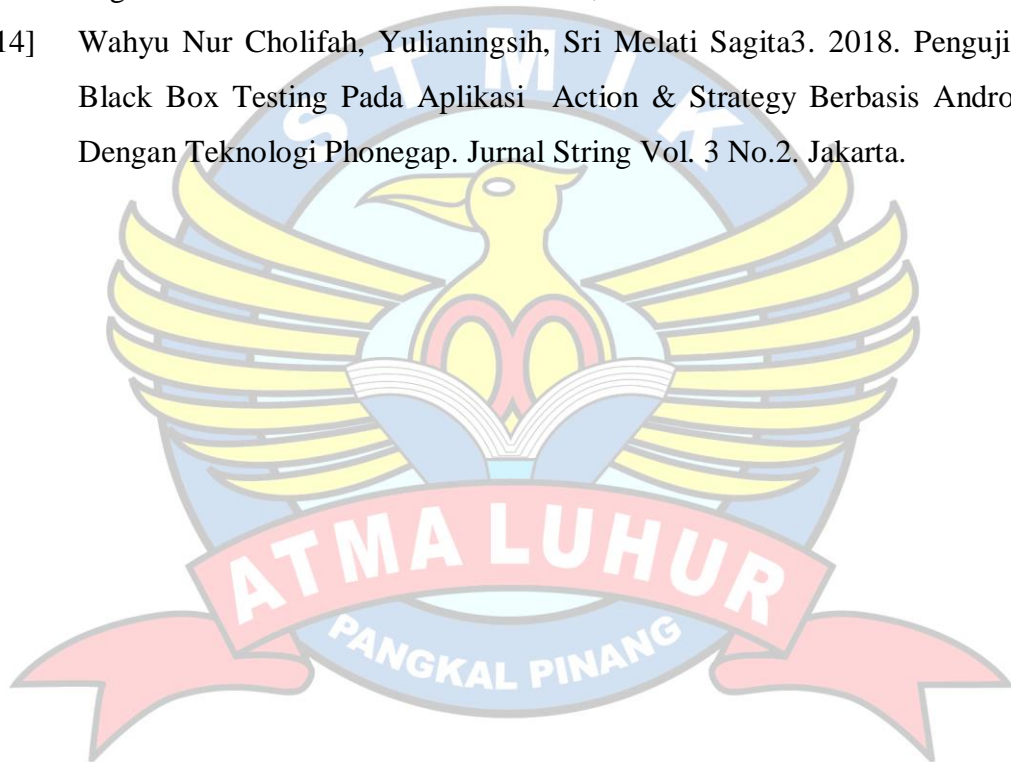 14] Wahyu Nur Cholifah, Yulianingsih, Sri Melati Sagita3. 2018. Penguji
Black Box Testing Pada Aplikasi Action & Strategy Berbasis Andro
Dengan Teknologi Phonegap. Jurnal String Vol. 3 No.2. Jakarta.
STMIK
ATMA LUHUR
PANGKAL PINANG